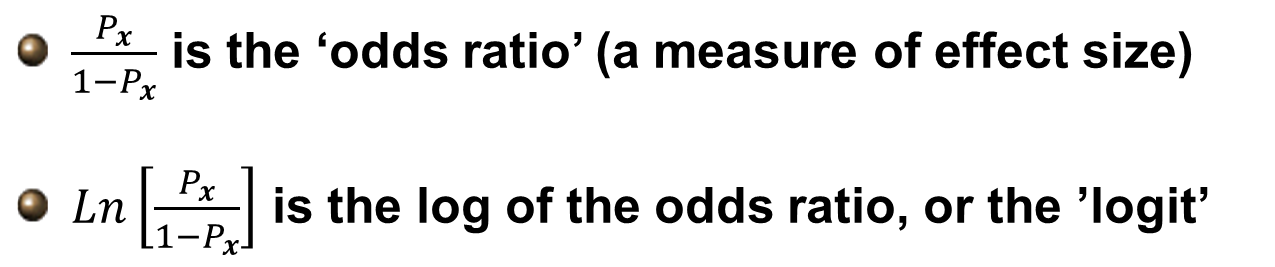 • Pₓ/(1−Pₓ) is the ‘odds ratio’ (a measure of effect size)
• Ln [Pₓ/(1−Pₓ)] is the log of the odds ratio, or the ’logit’